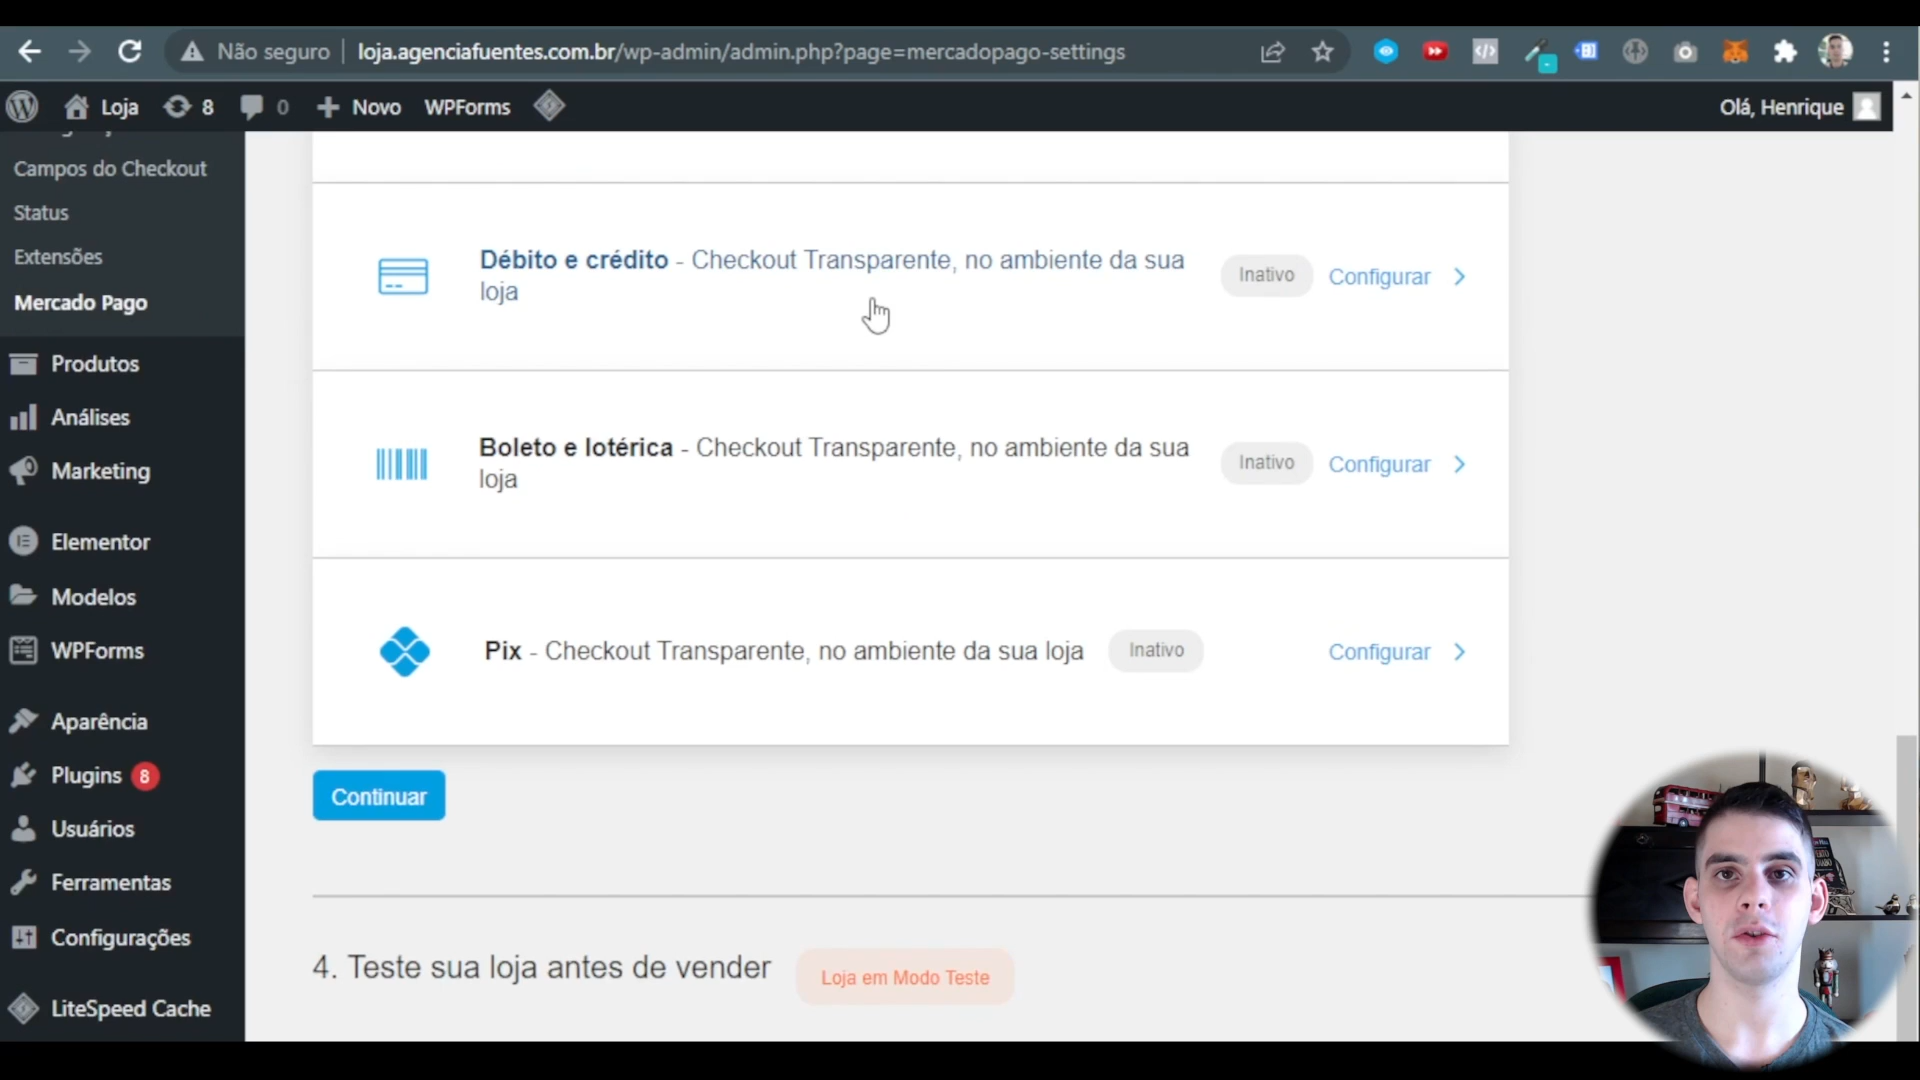 Não seguro
loja.agenciafuentes.com.br/wp-admin/admin.php?page=mercadopago-settings
Loja
8
0
Novo
WPForms
Olá, Henrique
Campos do Checkout
Status
Extensões
Mercado Pago
Produtos
Análises
Marketing
Elementor
Modelos
WPForms
Aparência
Plugins 8
Usuários
Ferramentas
Configurações
LiteSpeed Cache
Débito e crédito - Checkout Transparente, no ambiente da sua
loja
Inativo
Configurar
Boleto e lotérica - Checkout Transparente, no ambiente da sua
loja
Inativo
Configurar
Pix - Checkout Transparente, no ambiente da sua loja
Inativo
Configurar
Continuar
4. Teste sua loja antes de vender
Loja em Modo Teste